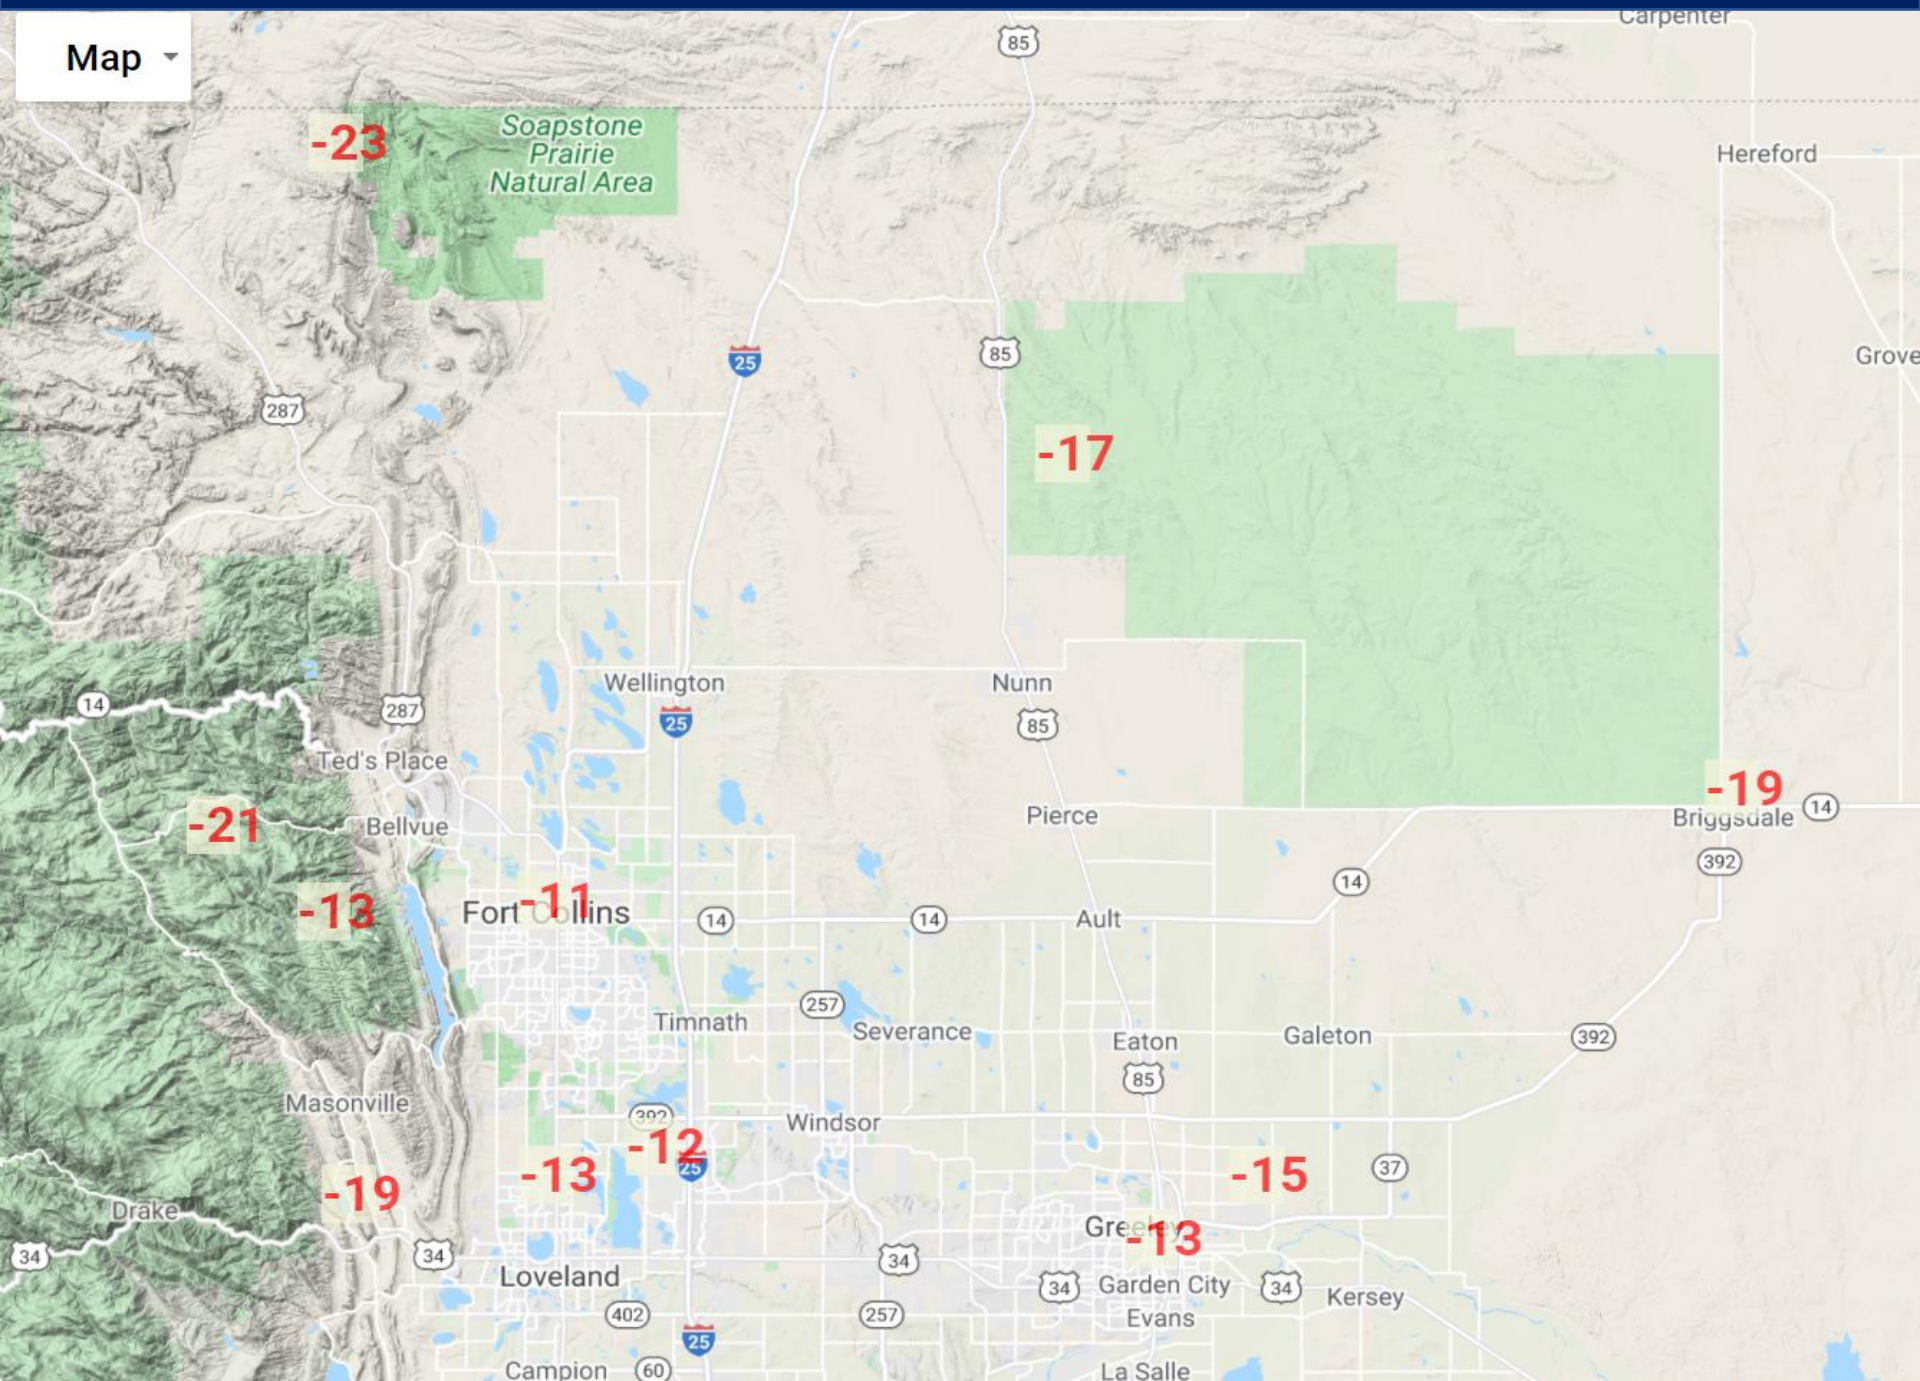 Carpenter
Map
85
-23
Soapstone
Prairie
Natural Area
Hereford
25
85
Grove
287
-17
Wellington
Nunn
14
287
25
85
Ted's Place
-19
14
Pierce
Briggsdale
-21
Bellvue
392
14
-13
-11
Fort Collins
14
14
Ault
257
Timnath
Severance
Eaton
Galeton
392
85
Masonville
392
Windsor
-12
25
-13
-15
37
-19
Drake
Greeley
-13
34
34
34
Loveland
34
Garden City
34
Kersey
402
257
Evans
25
Campion
60
La Salle